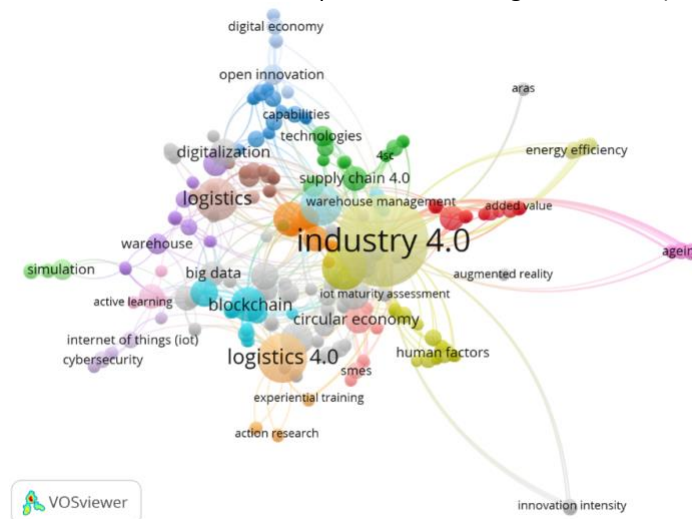 digital economy
open innovation
aras
capabilities
technologies
digitalization
4sc
energy efficiency
supply chain 4.0
logistics
warehouse management
added value
industry 4.0
warehouse
simulation
big data
augmented reality
active learning
blockchain
iot maturity assessment
circular economy
internet of things (iot)
cybersecurity
logistics 4.0
human factors
smes
experiential training
action research
VOSviewer
innovation intensity